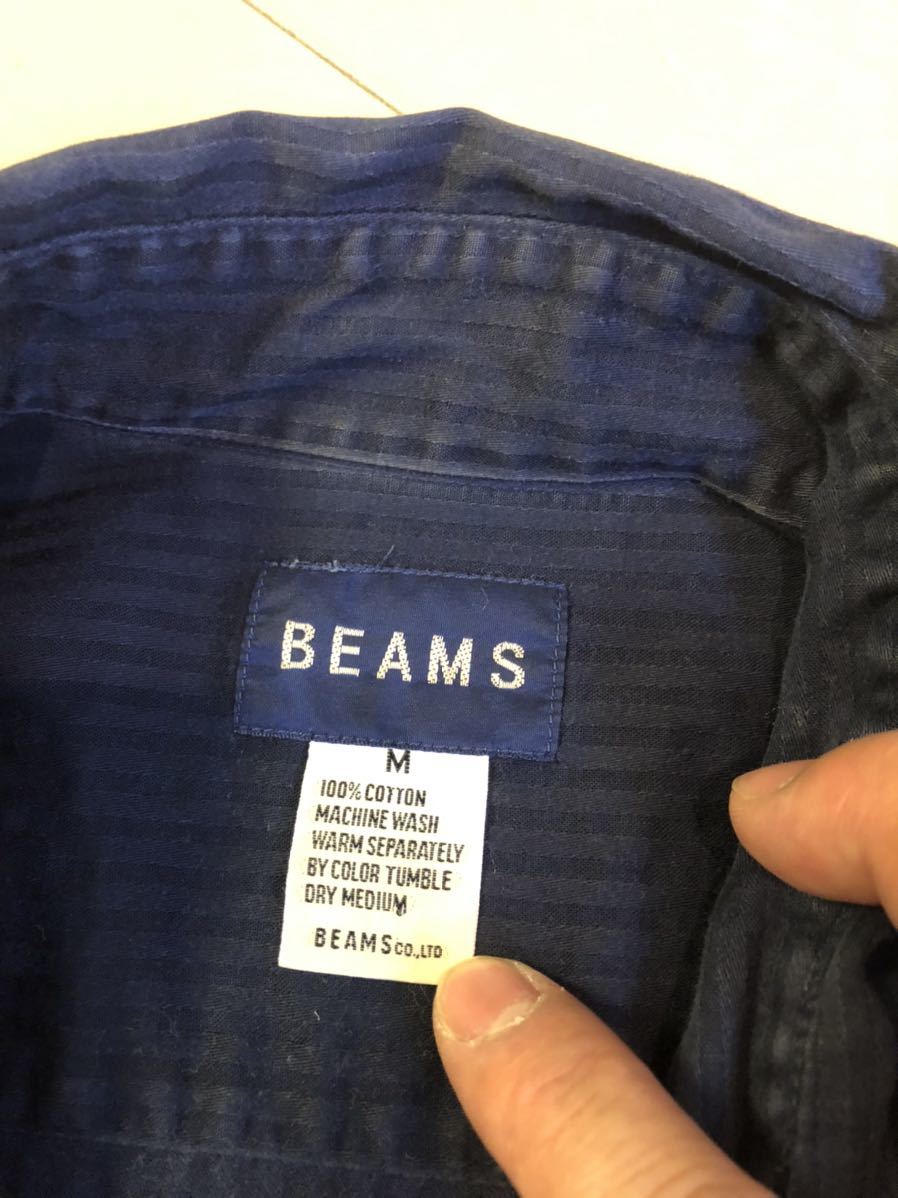 BEAMS
M
100% COTTON
MACHINE WASH
WARM SEPARATELY
BY COLOR TUMBLE
DRY MEDIUM
BEAMS CO.,LTD